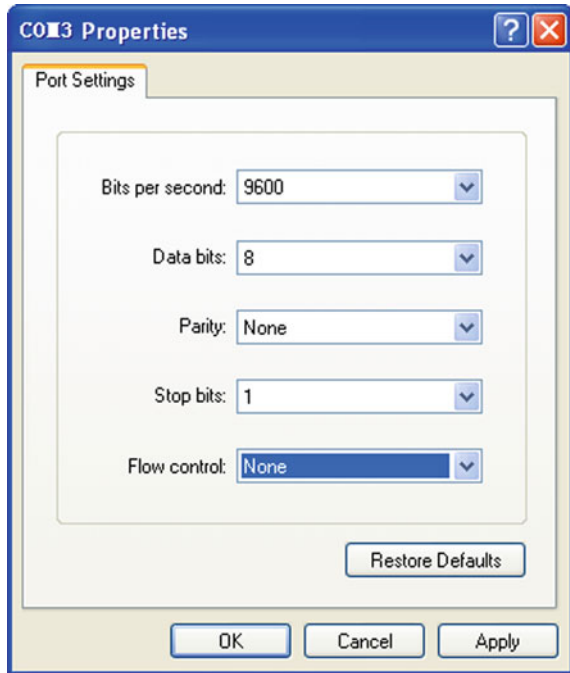 COM3 Properties
Port Settings
Bits per second: 9600
Data bits: 8
Parity: None
Stop bits: 1
Flow control: None
Restore Defaults
OK Cancel Apply